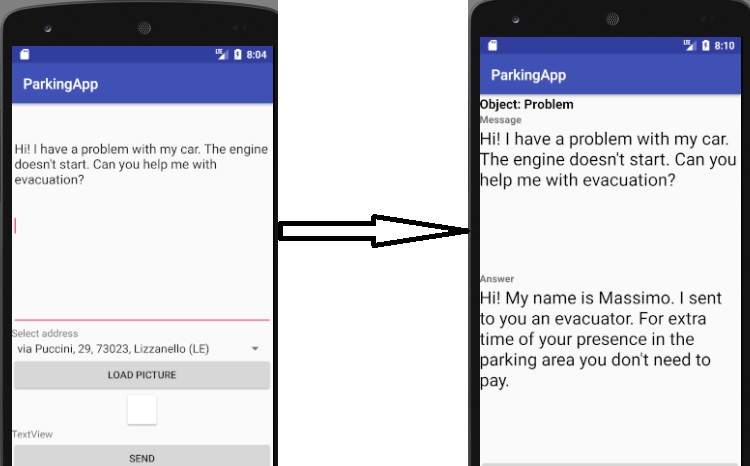 LTE 8:04
ParkingApp
Hi! I have a problem with my car. The engine
doesn't start. Can you help me with
evacuation?
Select address
via Puccini, 29, 73023, Lizzanello (LE)
LOAD PICTURE
TextView
SEND
LTE 8:10
ParkingApp
Object: Problem
Message
Hi! I have a problem with my car.
The engine doesn't start. Can you
help me with evacuation?
Answer
Hi! My name is Massimo. I sent
to you an evacuator. For extra
time of your presence in the
parking area you don't need to
pay.